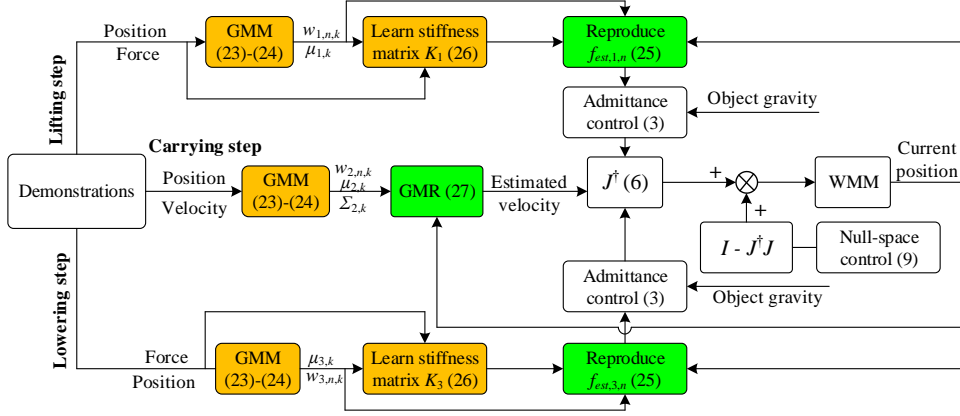 Position
Force
GMM
(23)-(24)
w1,n,k
μ1,k
Learn stiffness
matrix K1 (26)
Reproduce
fest,1,n (25)
Lifting step
Admittance
control (3)
Object gravity
Carrying step
Demonstrations
Position
Velocity
GMM
(23)-(24)
w2,n,k
μ2,k
Σ2,k
GMR (27)
Estimated
velocity
J† (6)
+
+
WMM
Current
position
I - J†J
Null-space
control (9)
Admittance
control (3)
Object gravity
Lowering step
Force
Position
GMM
(23)-(24)
μ3,k
w3,n,k
Learn stiffness
matrix K3 (26)
Reproduce
fest,3,n (25)